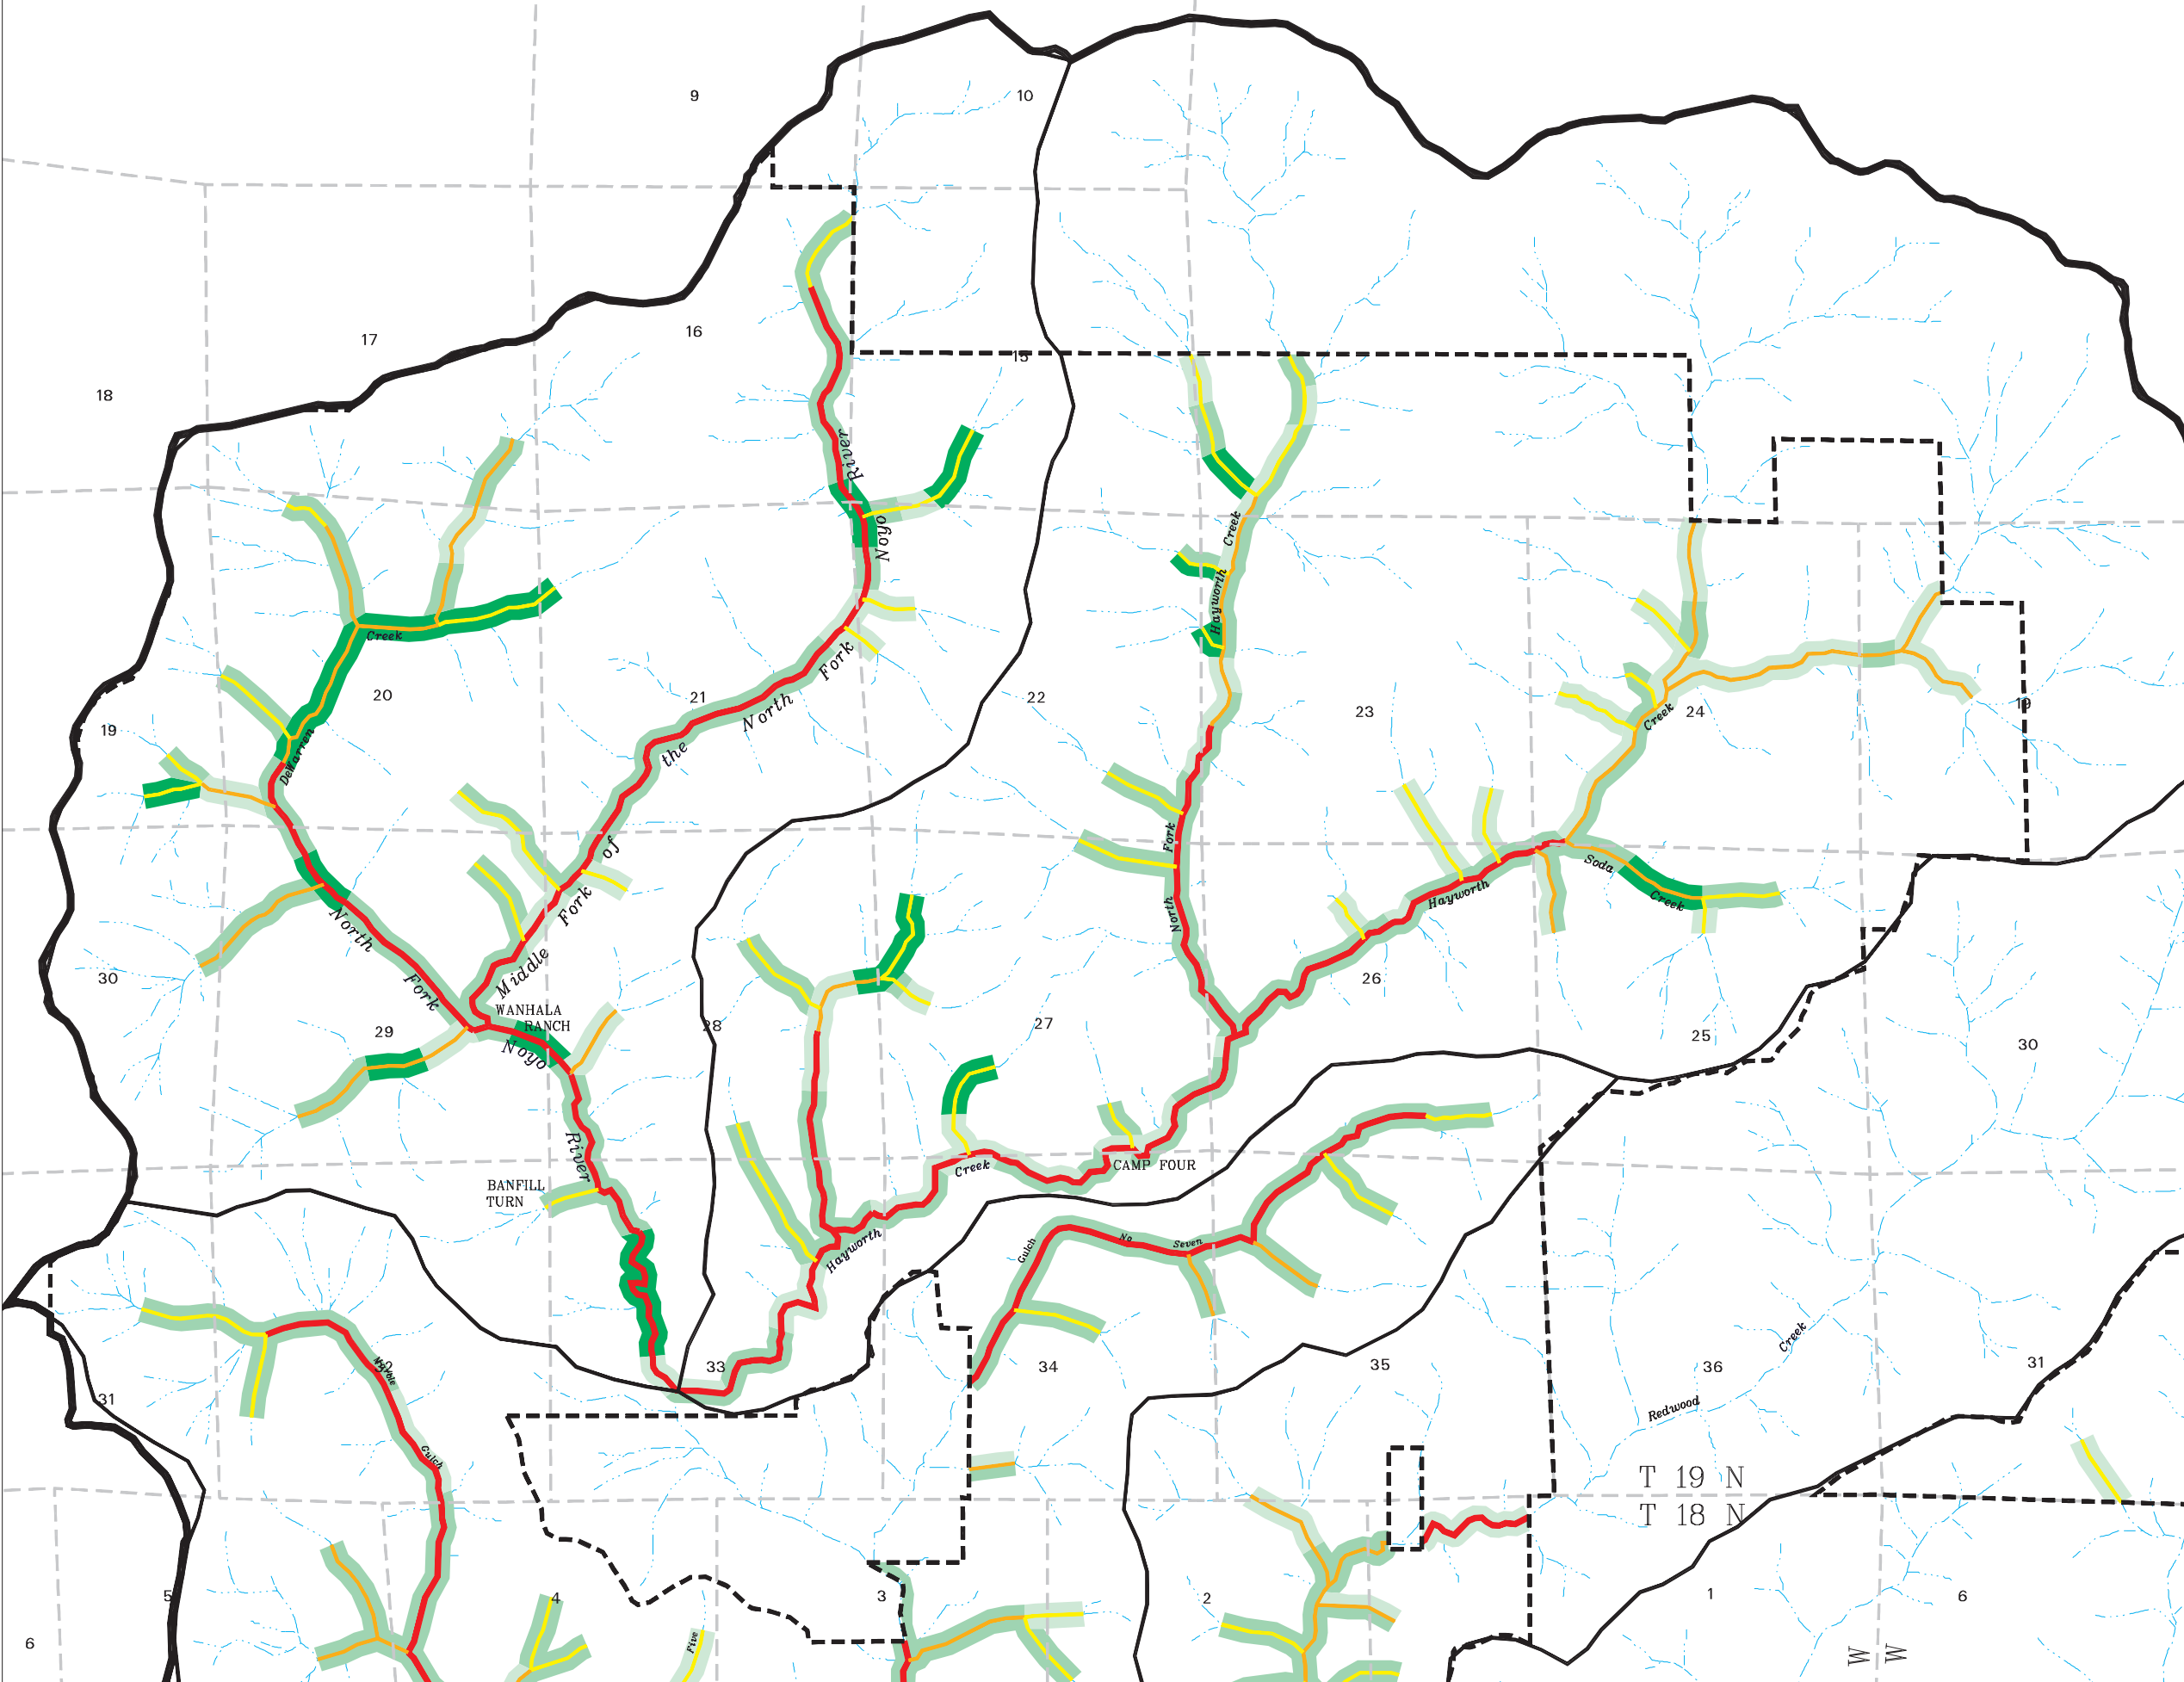 9
10
17
16
15
18
River
Noyo
Creek
Hayworth
Creek
20
21
North
Fork
the
22
23
24
Creek
19
19
DeWarren
of
Fork
Middle
North
Fork
Fork
North
Soda
Creek
Hayworth
26
25
30
30
29
28
27
WANHALA
RANCH
Noyo
River
BANFILL
TURN
CAMP FOUR
Creek
Hayworth
Gulch
No
Seven
33
34
35
36
31
31
Creek
Redwood
Gulch
T 19 N
T 18 N
5
4
3
2
1
6
6
Five
W
W